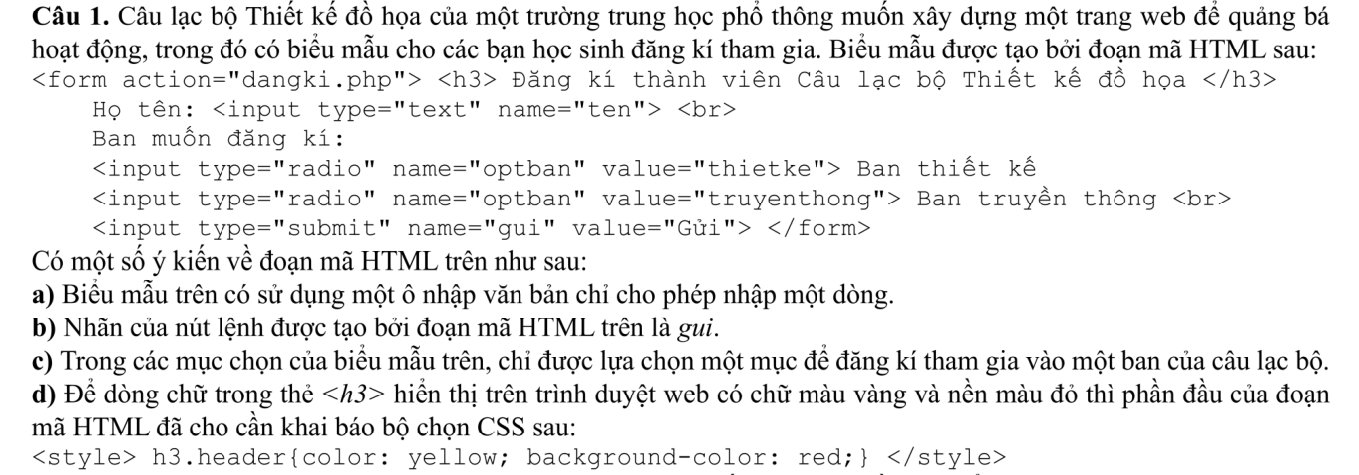 Câu 1. Câu lạc bộ Thiết kế đồ họa của một trường trung học phổ thông muốn xây dựng một trang web để quảng bá
hoạt động, trong đó có biểu mẫu cho các bạn học sinh đăng kí tham gia. Biểu mẫu được tạo bởi đoạn mã HTML sau:
<form action="dangki.php"> <h3> Đăng kí thành viên Câu lạc bộ Thiết kế đồ họa </h3>
Họ tên: <input type="text" name="ten"> <br>
Ban muốn đăng kí:
<input type="radio" name="optban" value="thietke"> Ban thiết kế
<input type="radio" name="optban" value="truyenthong"> Ban truyền thông <br>
<input type="submit" name="gui" value="Gửi"> </form>
Có một số ý kiến về đoạn mã HTML trên như sau:
a) Biểu mẫu trên có sử dụng một ô nhập văn bản chỉ cho phép nhập một dòng.
b) Nhãn của nút lệnh được tạo bởi đoạn mã HTML trên là gui.
c) Trong các mục chọn của biểu mẫu trên, chỉ được lựa chọn một mục để đăng kí tham gia vào một ban của câu lạc bộ.
d) Để dòng chữ trong thẻ <h3> hiển thị trên trình duyệt web có chữ màu vàng và nền màu đỏ thì phần đầu của đoạn
mã HTML đã cho cần khai báo bộ chọn CSS sau:
<style> h3.header{color: yellow; background-color: red;} </style>